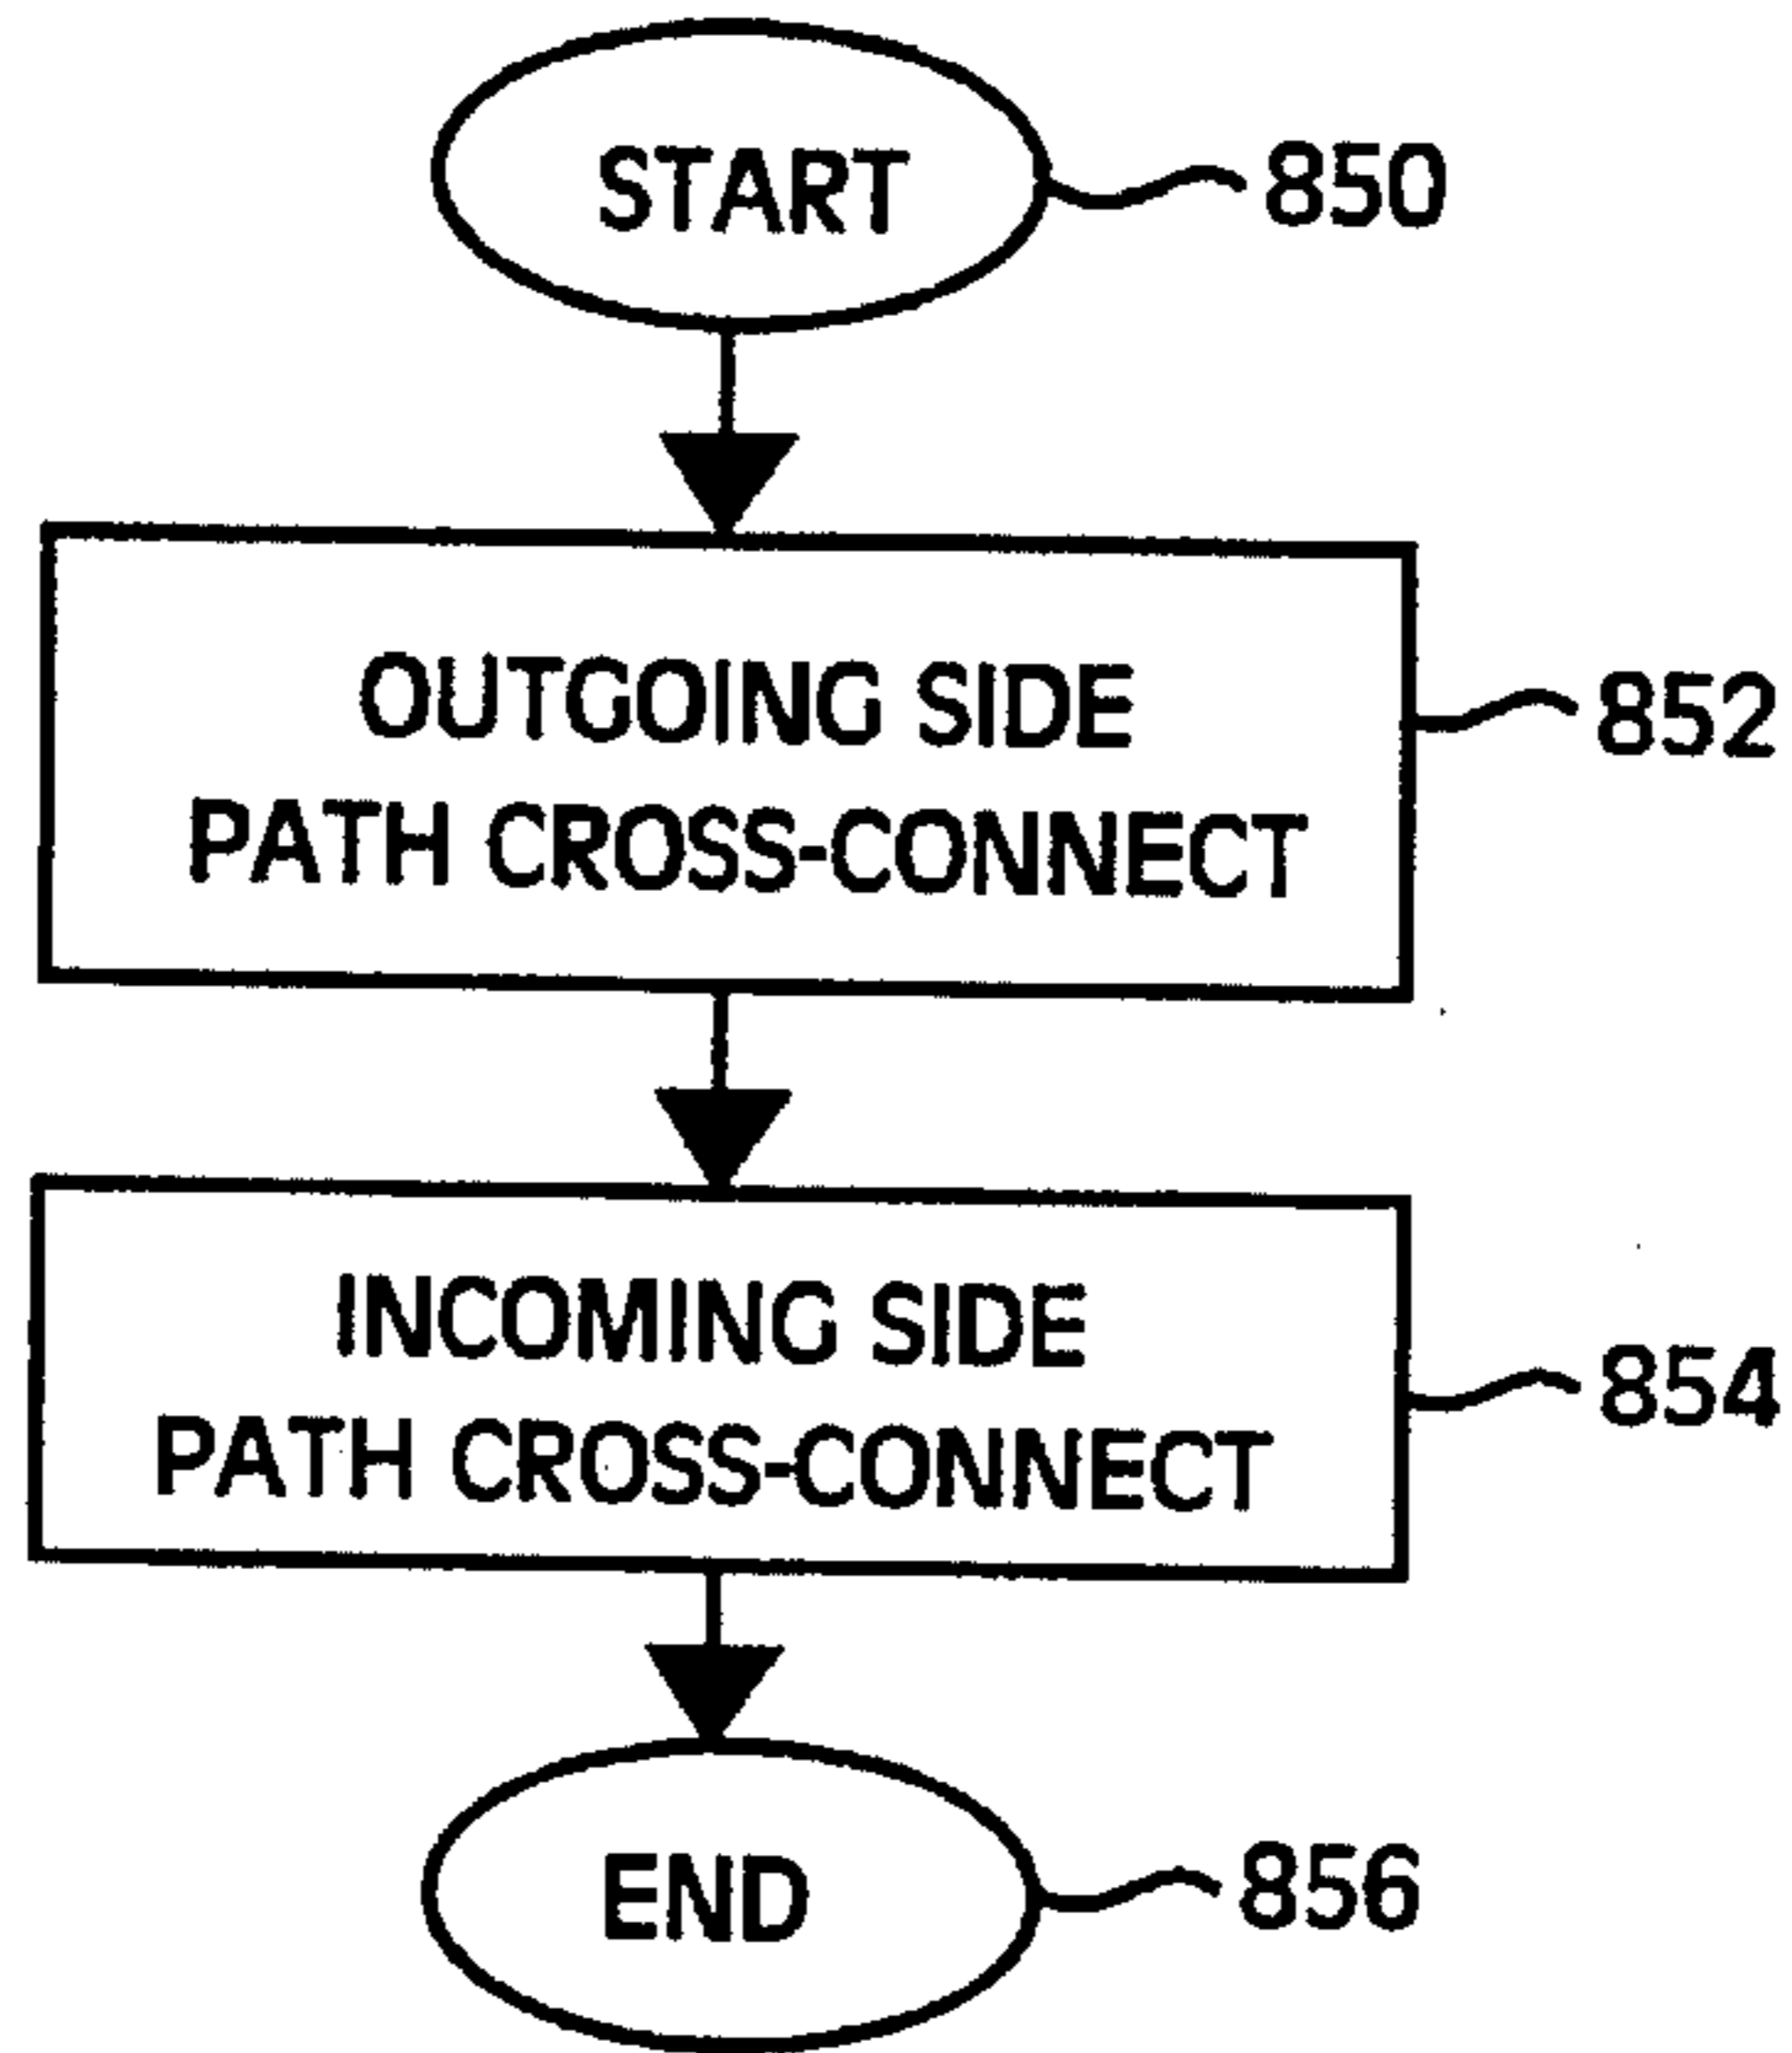 START
850
OUTGOING SIDE
PATH CROSS-CONNECT
852
INCOMING SIDE
PATH CROSS-CONNECT
854
END
856